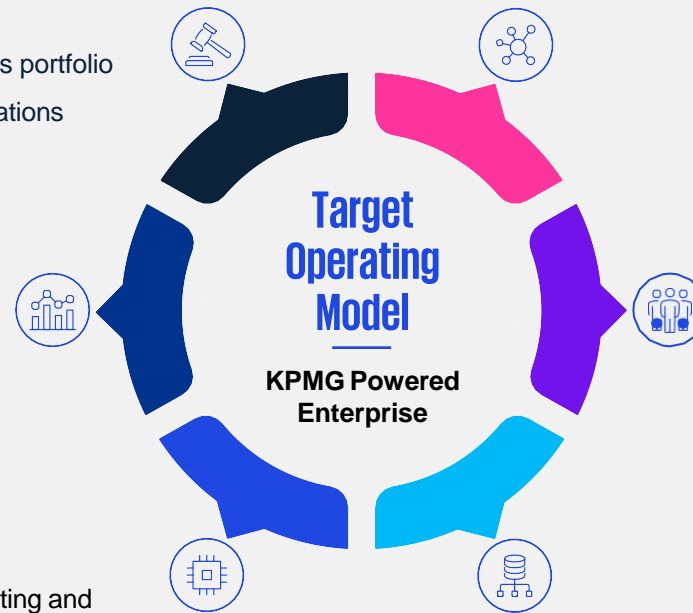 s portfolio
ations
Target
Operating
Model
KPMG Powered
Enterprise
ting and